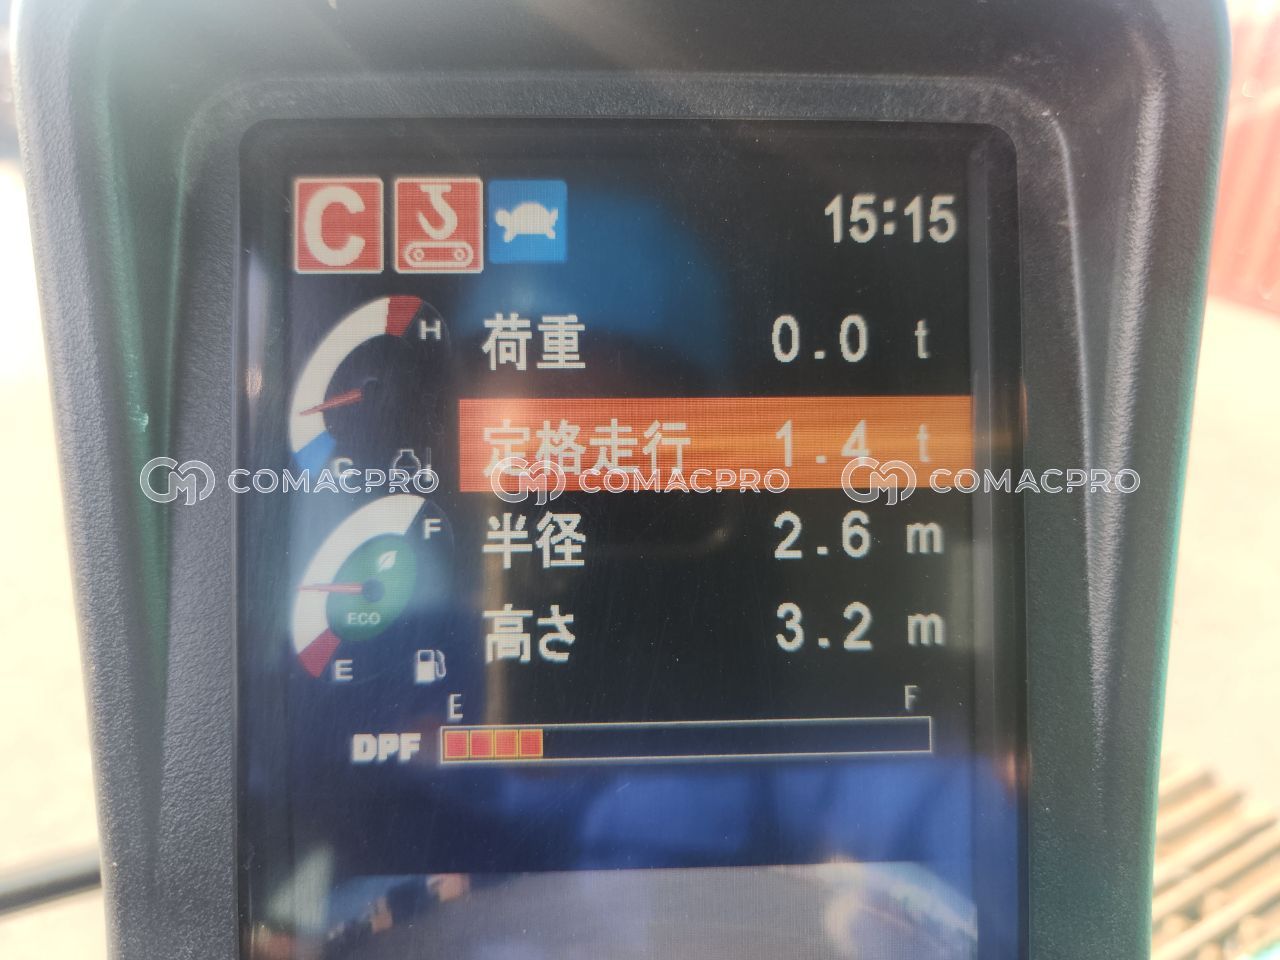 C 15:15
H
荷重 0.0 t
定格走行 1.4 t
C
COMACPRO COMACPRO COMACPRO
F
半径 2.6 m
ECO
高さ 3.2 m
E
E F
DPF